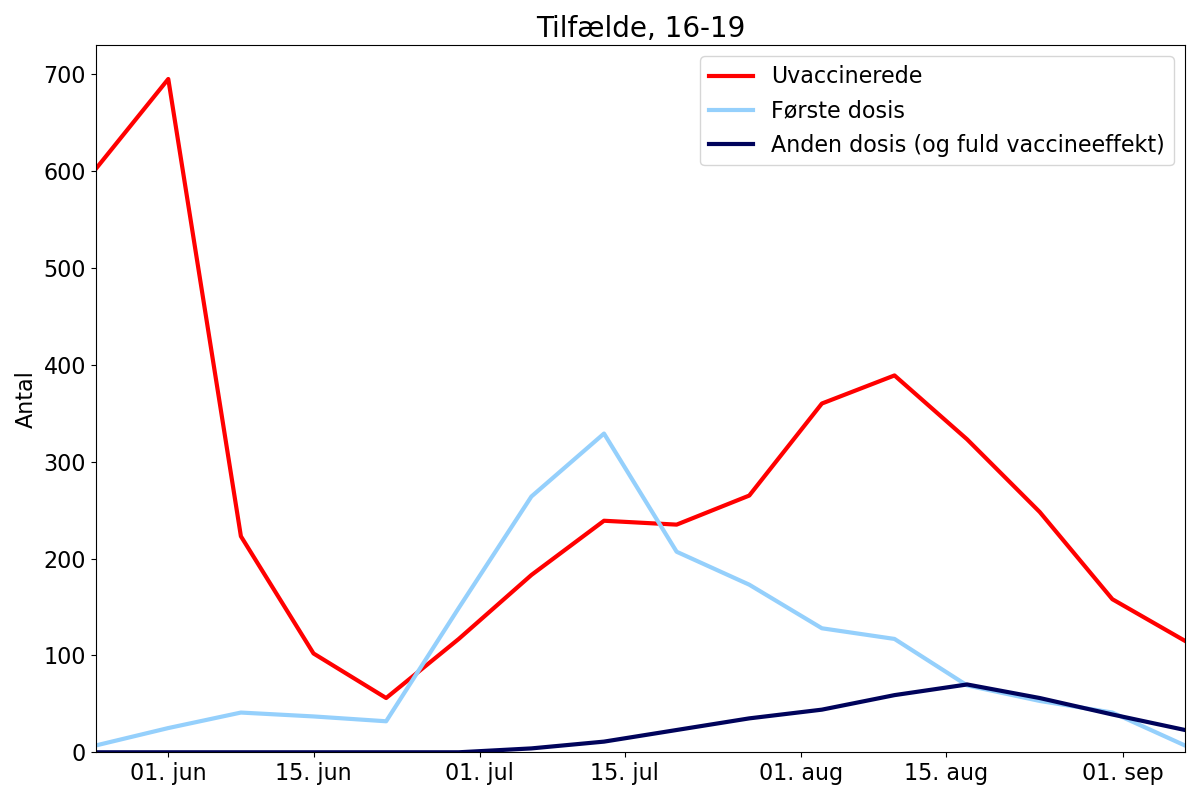 Tilfælde, 16-19
Uvaccinerede
Første dosis
Anden dosis (og fuld vaccineeffekt)
Antal
700
600
500
400
300
200
100
0
01. jun
15. jun
01. jul
15. jul
01. aug
15. aug
01. sep